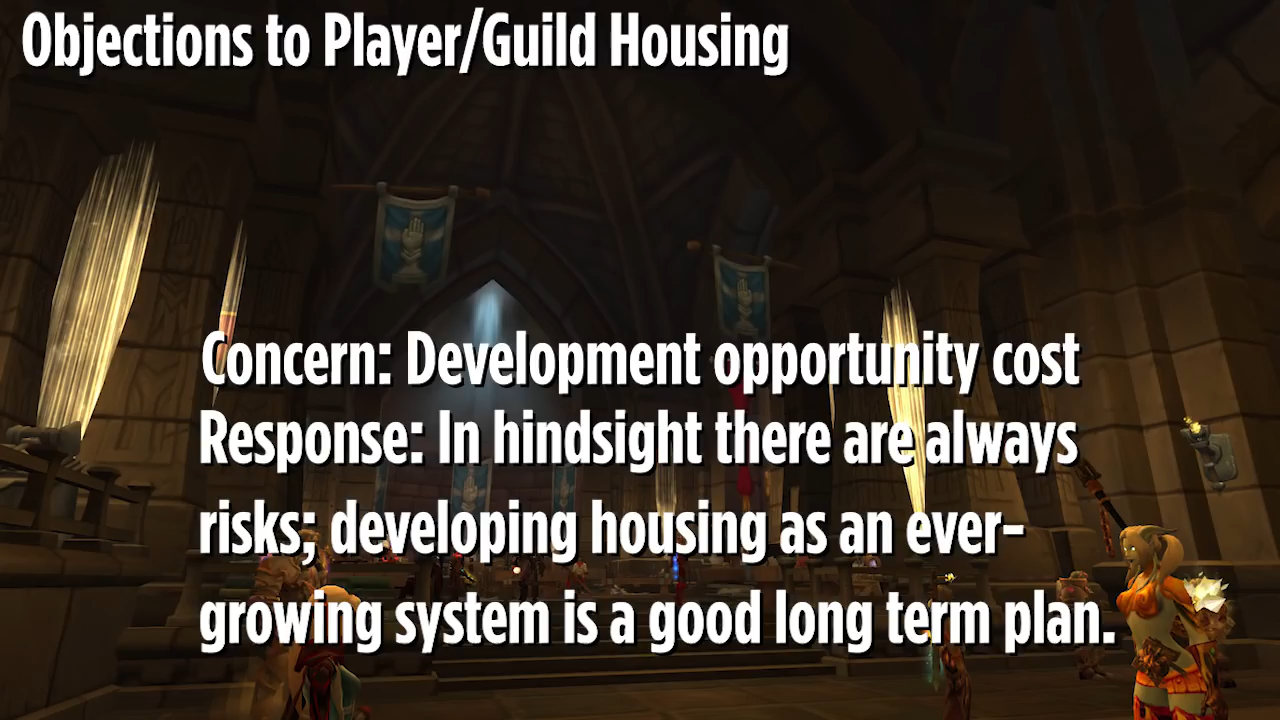 Objections to Player/Guild Housing
Concern: Development opportunity cost
Response: In hindsight there are always
risks; developing housing as an ever-
growing system is a good long term plan.